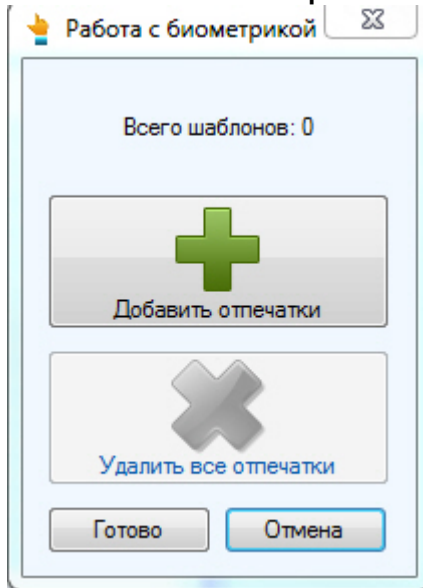 Работа с биометрикой
Всего шаблонов: 0
Добавить отпечатки
Удалить все отпечатки
Готово
Отмена